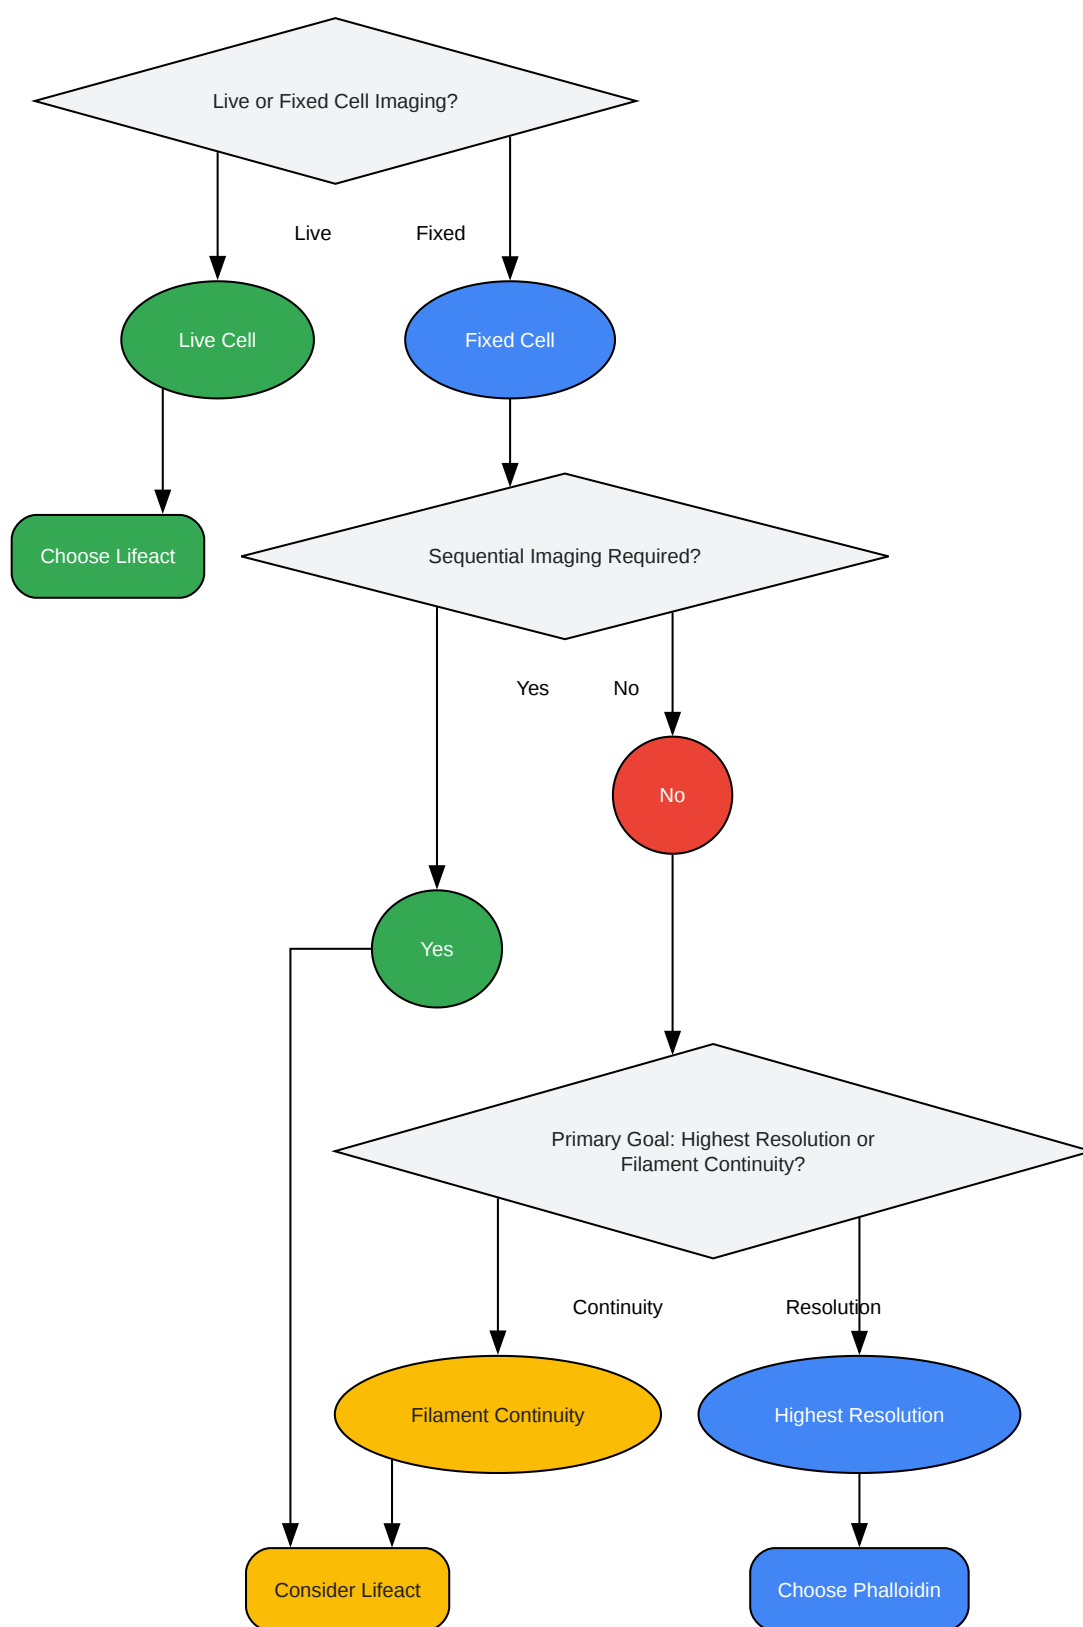 Live or Fixed Cell Imaging?
Live
Fixed
Live Cell
Fixed Cell
Choose Lifeact
Sequential Imaging Required?
Yes
No
No
Yes
Primary Goal: Highest Resolution or
Filament Continuity?
Continuity
Resolution
Filament Continuity
Highest Resolution
Consider Lifeact
Choose Phalloidin